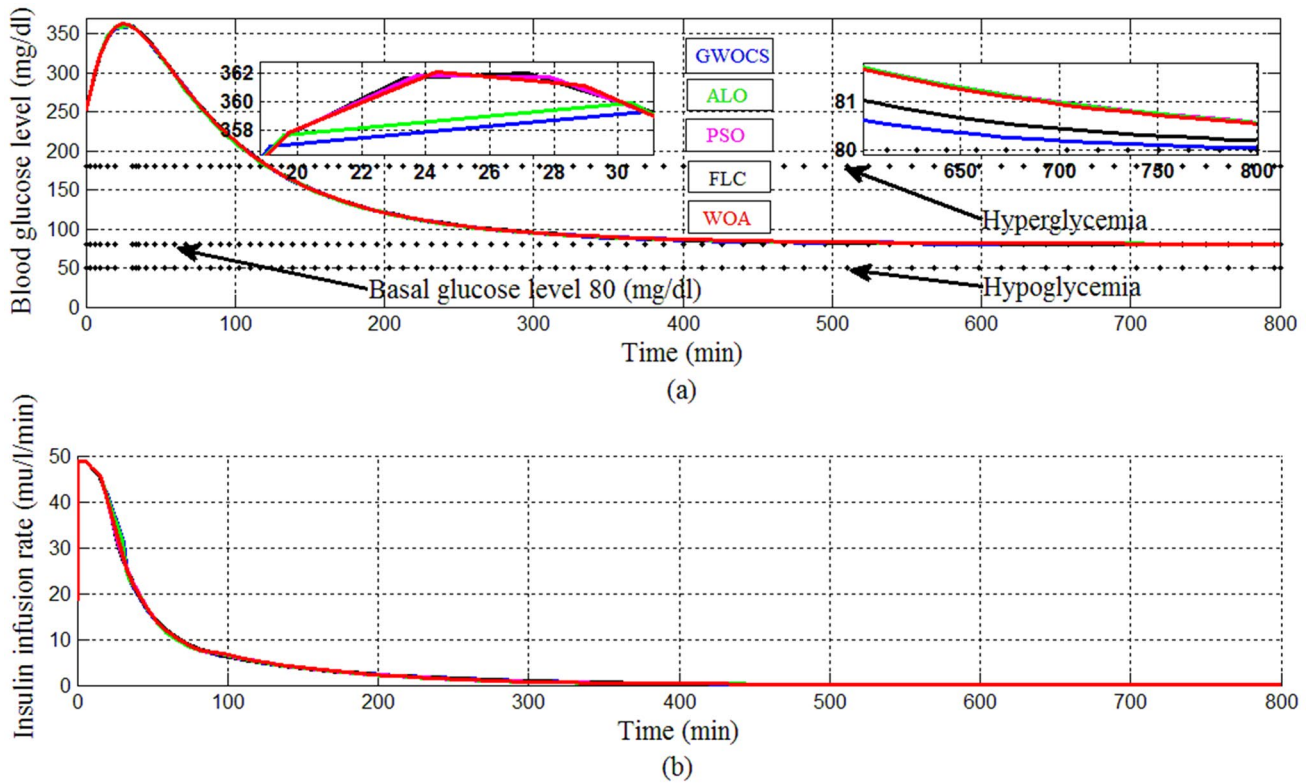 Blood glucose level (mg/dl)
350
300
250
200
150
100
50
0
362
360
358
20 22 24 26 28 30
GWOCS
ALO
PSO
FLC
WOA
81
80
650 700 750 800
Hyperglycemia
Basal glucose level 80 (mg/dl)
Hypoglycemia
0 100 200 300 400 500 600 700 800
Time (min)
(a)
Insulin infusion rate (mu/l/min)
50
40
30
20
10
0
0 100 200 300 400 500 600 700 800
Time (min)
(b)